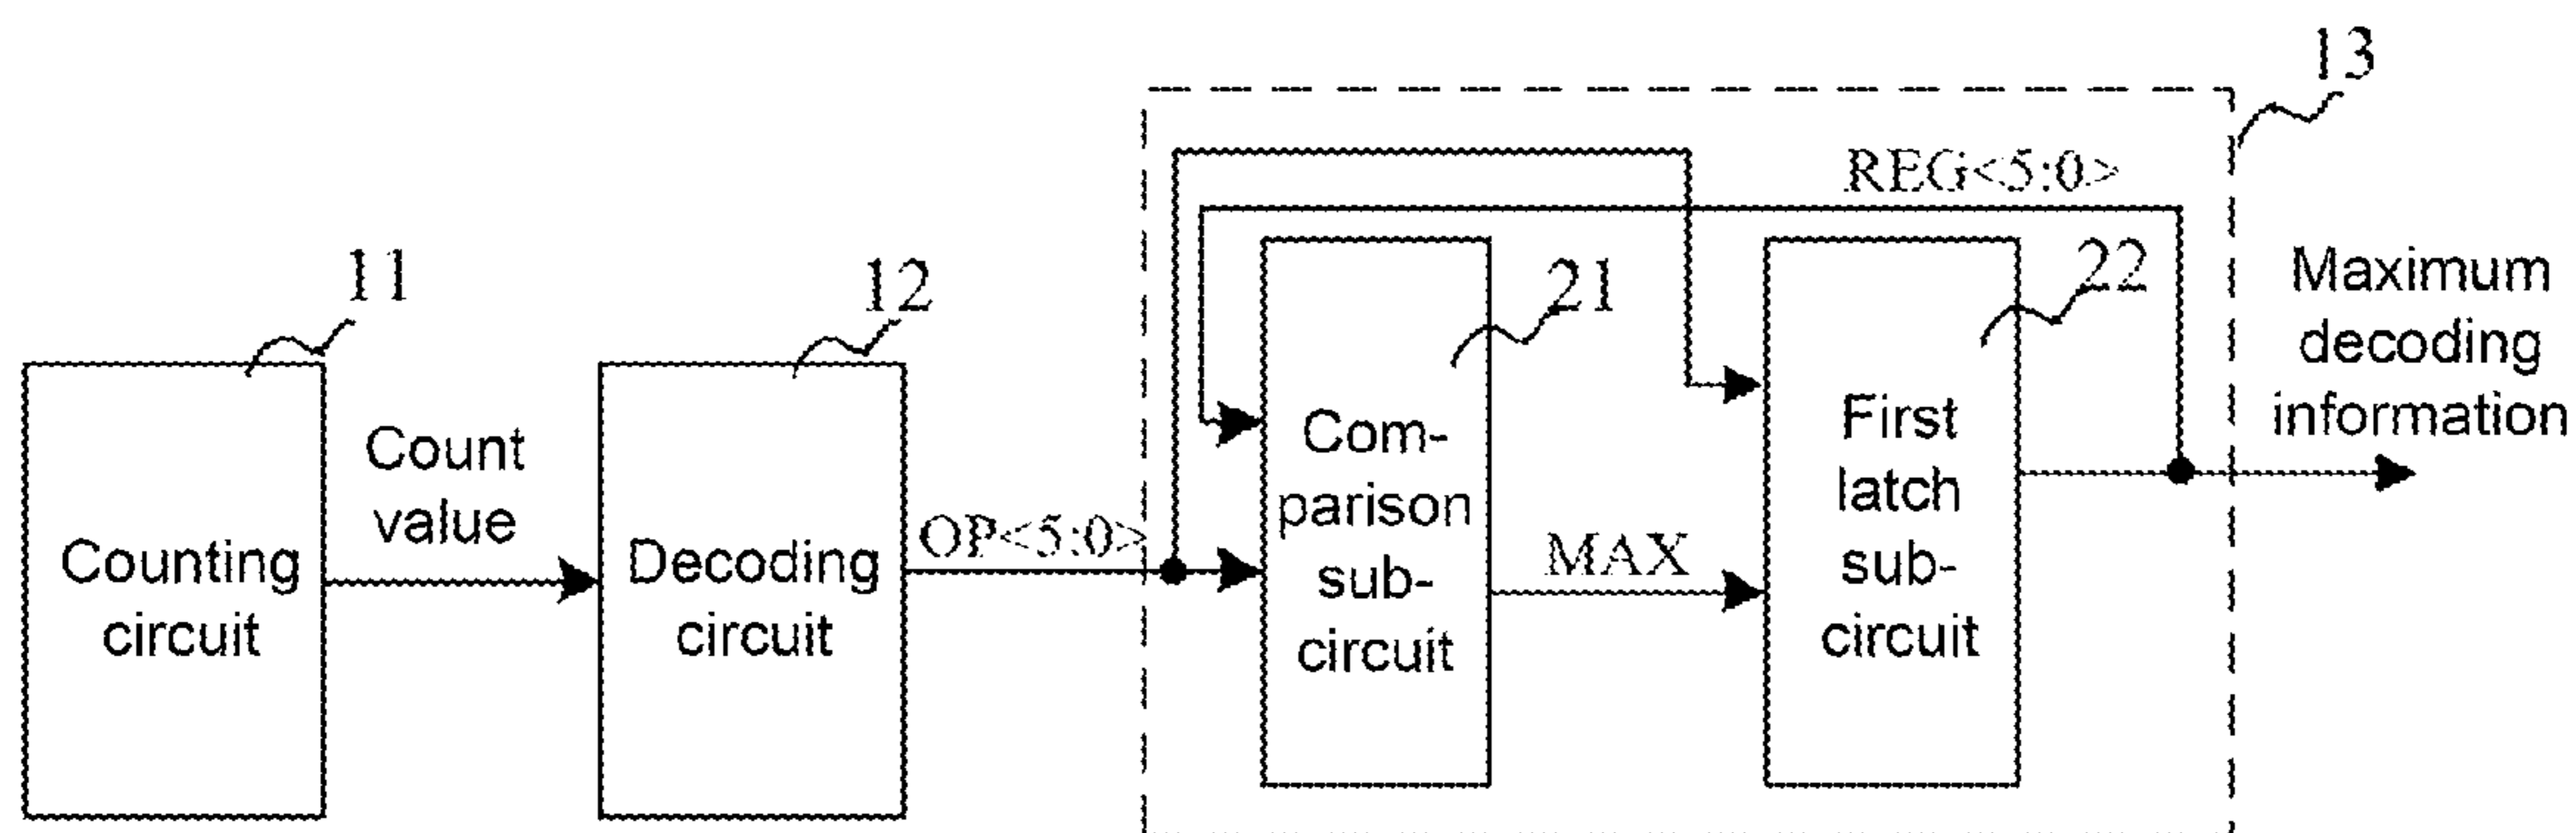 13
REG<5:0>
11
12
21
22
Maximum
decoding
information
Count
value
Counting
circuit
Decoding
circuit
OP<5:0>
Com-
parison
sub-
circuit
MAX
First
latch
sub-
circuit